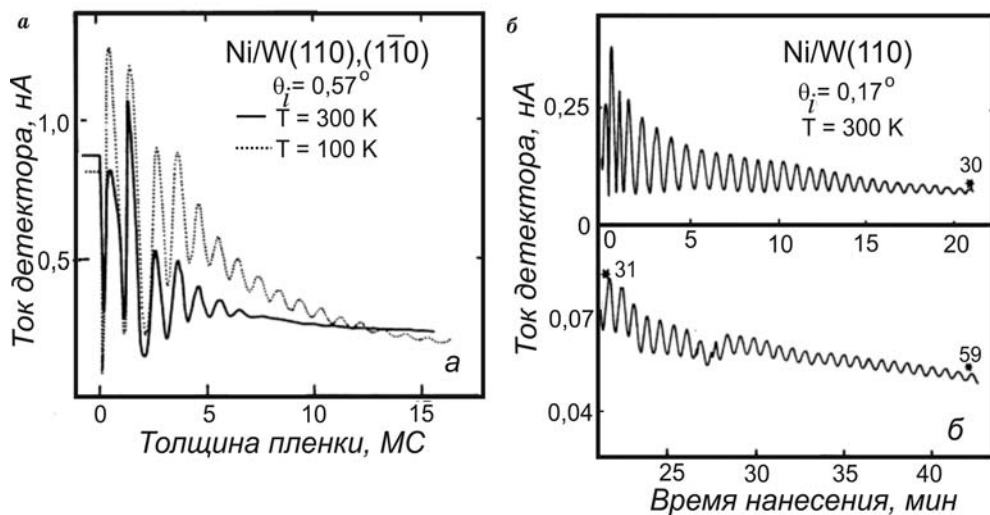 а
Ni/W(110),(1̄10)
θi= 0,57°
T = 300 K
T = 100 K
Ток детектора, нА
1.0
0,5
0
5
10
15
а
Толщина пленки, МС
б
Ni/W(110)
θi= 0,17°
T = 300 K
Ток детектора, нА
0,25
0
30
0
5
10
15
20
31
0,07
59
0,04
б
25
30
35
40
Время нанесения, мин